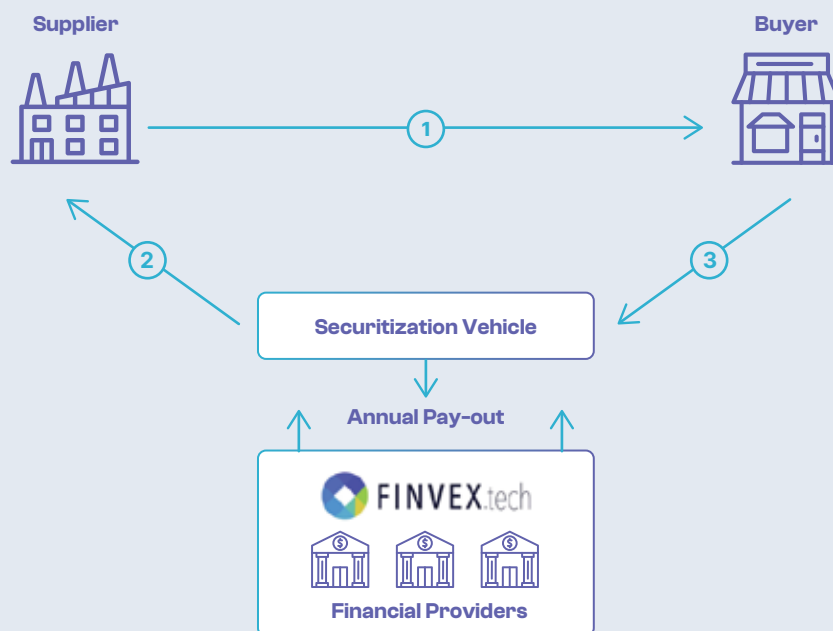 Supplier
Buyer
1
2
3
Securitization Vehicle
Annual Pay-out
FINVEX.tech
$ $ $
Financial Providers